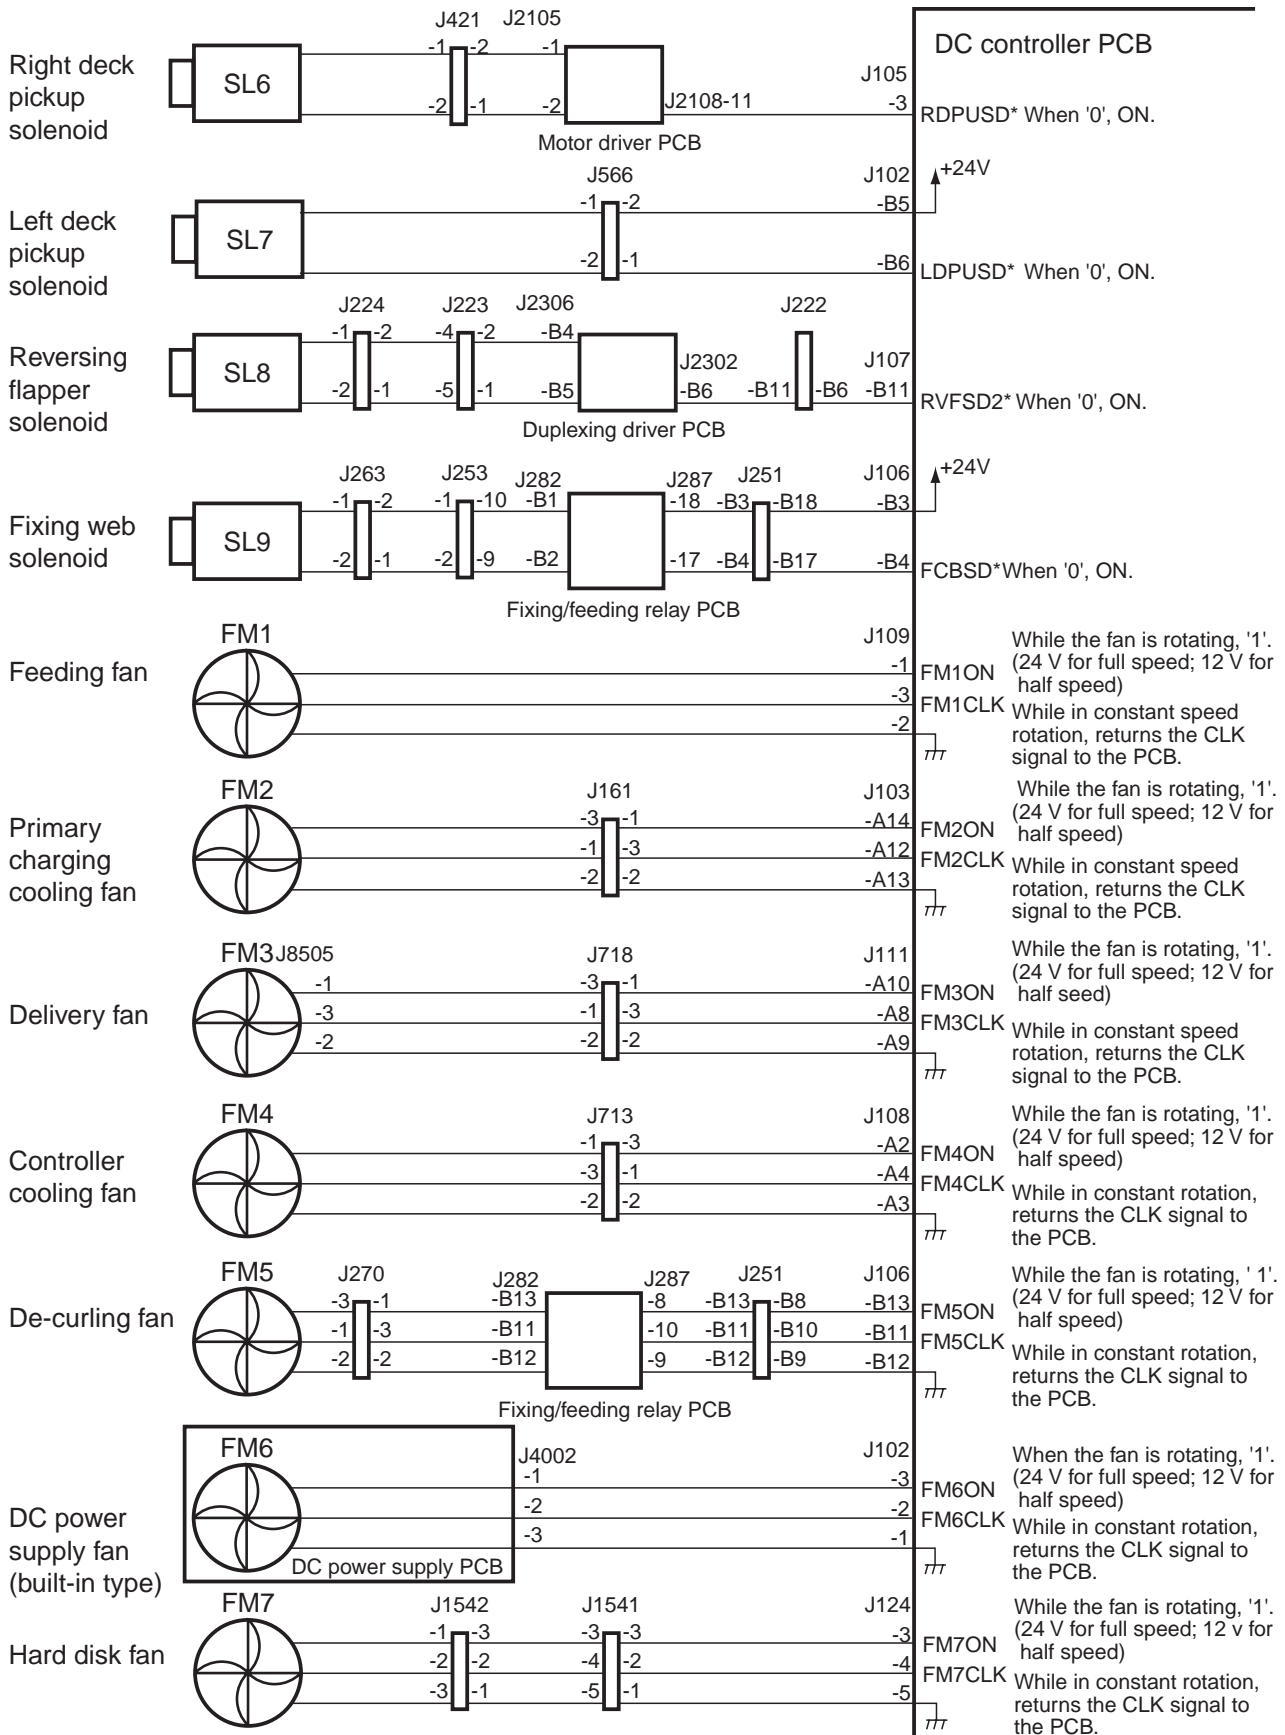 DC controller PCB
Right deck
pickup
solenoid
SL6
J421
-1 -2
-2 -1
J2105
-1
-2
J2108-11
Motor driver PCB
J105
-3
RDPUSD* When '0', ON.
Left deck
pickup
solenoid
SL7
J566
-1 -2
-2 -1
J102
-B5
+24V
-B6
LDPUSD* When '0', ON.
Reversing
flapper
solenoid
SL8
J224
-1 -2
-2 -1
J223
-4 -2
-5 -1
J2306
-B4
-B5
J2302
-B6
Duplexing driver PCB
J222
-B11 -B6
J107
-B11
RVFSD2* When '0', ON.
Fixing web
solenoid
SL9
J263
-1 -2
-2 -1
J253
-1 -10
-2 -9
J282
-B1
-B2
J287
-18
-17
Fixing/feeding relay PCB
J251
-B3 -B18
-B4 -B17
J106
-B3
+24V
-B4
FCBSD*When '0', ON.
Feeding fan
FM1
J109
-1
-3
-2
FM1ON
FM1CLK
While the fan is rotating, '1'.
(24 V for full speed; 12 V for
half speed)
While in constant speed
rotation, returns the CLK
signal to the PCB.
Primary
charging
cooling fan
FM2
J161
-3 -1
-1 -3
-2 -2
J103
-A14
-A12
-A13
FM2ON
FM2CLK
While the fan is rotating, '1'.
(24 V for full speed; 12 V for
half speed)
While in constant speed
rotation, returns the CLK
signal to the PCB.
Delivery fan
FM3
J8505
-1
-3
-2
J718
-3 -1
-1 -3
-2 -2
J111
-A10
-A8
-A9
FM3ON
FM3CLK
While the fan is rotating, '1'.
(24 V for full speed; 12 V for
half seed)
While in constant speed
rotation, returns the CLK
signal to the PCB.
Controller
cooling fan
FM4
J713
-1 -3
-3 -1
-2 -2
J108
-A2
-A4
-A3
FM4ON
FM4CLK
While the fan is rotating, '1'.
(24 V for full speed; 12 V for
half speed)
While in constant rotation,
returns the CLK signal to
the PCB.
De-curling fan
FM5
J270
-3 -1
-1 -3
-2 -2
J282
-B13
-B11
-B12
J287
-8
-10
-9
Fixing/feeding relay PCB
J251
-B13 -B8
-B11 -B10
-B12 -B9
J106
-B13
-B11
-B12
FM5ON
FM5CLK
While the fan is rotating, ' 1'.
(24 V for full speed; 12 V for
half speed)
While in constant rotation,
returns the CLK signal to
the PCB.
DC power
supply fan
(built-in type)
FM6
DC power supply PCB
J4002
-1
-2
-3
J102
-3
-2
-1
FM6ON
FM6CLK
When the fan is rotating, '1'.
(24 V for full speed; 12 V for
half speed)
While in constant rotation,
returns the CLK signal to
the PCB.
Hard disk fan
FM7
J1542
-1 -3
-2 -2
-3 -1
J1541
-3 -3
-4 -2
-5 -1
J124
-3
-4
-5
FM7ON
FM7CLK
While the fan is rotating, '1'.
(24 V for full speed; 12 v for
half speed)
While in constant rotation,
returns the CLK signal to
the PCB.